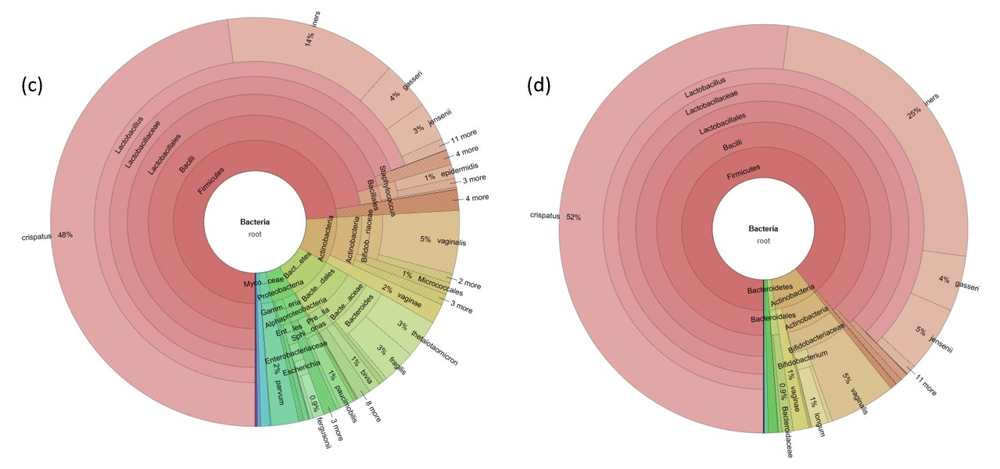 (c)
Bacteria
root
Firmicutes
Bacilli
Lactobacillales
Lactobacillaceae
Lactobacillus
crispatus 48%
14% iners
4% gasseri
3% jensenii
11 more
4 more
Staphylococcus
Bacillales
1% epidermidis
3 more
4 more
Actinobacteria
Actinobacteria
Bifidob...riaceae
5% vaginalis
2 more
1% Micrococcales
3 more
2% vaginae
Bact...etes
Bacte...dales
Bacte...aceae
Bacteroides
3% thetaiotaomicron
3% fragilis
Pre...lla
1% bivia
8 more
Proteobacteria
Alphaproteobacteria
Sphi...onas
1% paucimobilis
3 more
Gamm...eria
Ent...les
Enterobacteriaceae
Escherichia
0.9% fergusonii
Myco...ceae
2% parvum
(d)
Bacteria
root
Firmicutes
Bacilli
Lactobacillales
Lactobacillaceae
Lactobacillus
crispatus 52%
25% iners
4% gasseri
5% jensenii
11 more
Actinobacteria
Actinobacteria
Bifidobacteriaceae
Bifidobacterium
5% vaginalis
1% longum
1% vaginae
Bacteroidetes
Bacteroidales
0.9% Bacteroidaceae